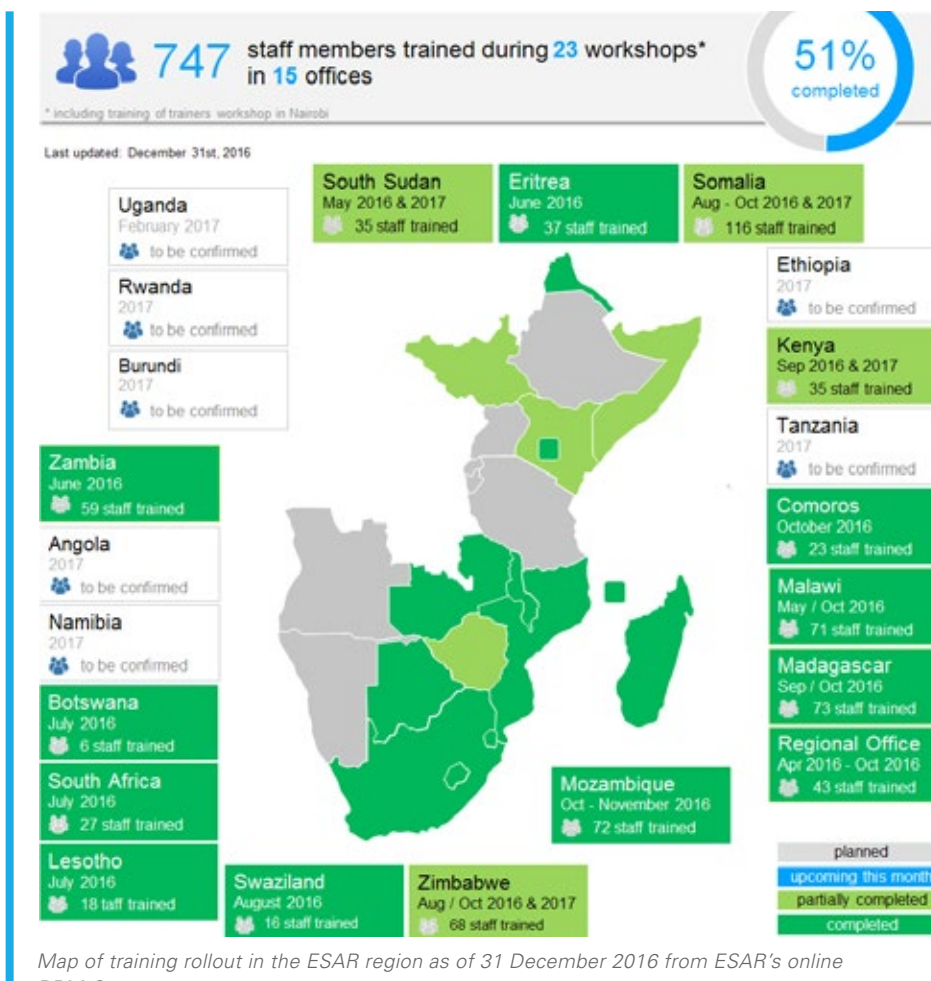 747 staff members trained during 23 workshops*
in 15 offices
51%
completed
* including training of trainers workshop in Nairobi
Last updated: December 31st, 2016
South Sudan
May 2016 & 2017
35 staff trained
Eritrea
June 2016
37 staff trained
Somalia
Aug - Oct 2016 & 2017
116 staff trained
Uganda
February 2017
to be confirmed
Rwanda
2017
to be confirmed
Burundi
2017
to be confirmed
Ethiopia
2017
to be confirmed
Kenya
Sep 2016 & 2017
35 staff trained
Tanzania
2017
to be confirmed
Zambia
June 2016
59 staff trained
Angola
2017
to be confirmed
Namibia
2017
to be confirmed
Botswana
July 2016
6 staff trained
South Africa
July 2016
27 staff trained
Lesotho
July 2016
18 taff trained
Comoros
October 2016
23 staff trained
Malawi
May / Oct 2016
71 staff trained
Madagascar
Sep / Oct 2016
73 staff trained
Regional Office
Apr 2016 - Oct 2016
43 staff trained
Mozambique
Oct - November 2016
72 staff trained
Swaziland
August 2016
16 staff trained
Zimbabwe
Aug / Oct 2016 & 2017
68 staff trained
planned
upcoming this month
partially completed
completed
Map of training rollout in the ESAR region as of 31 December 2016 from ESAR's online